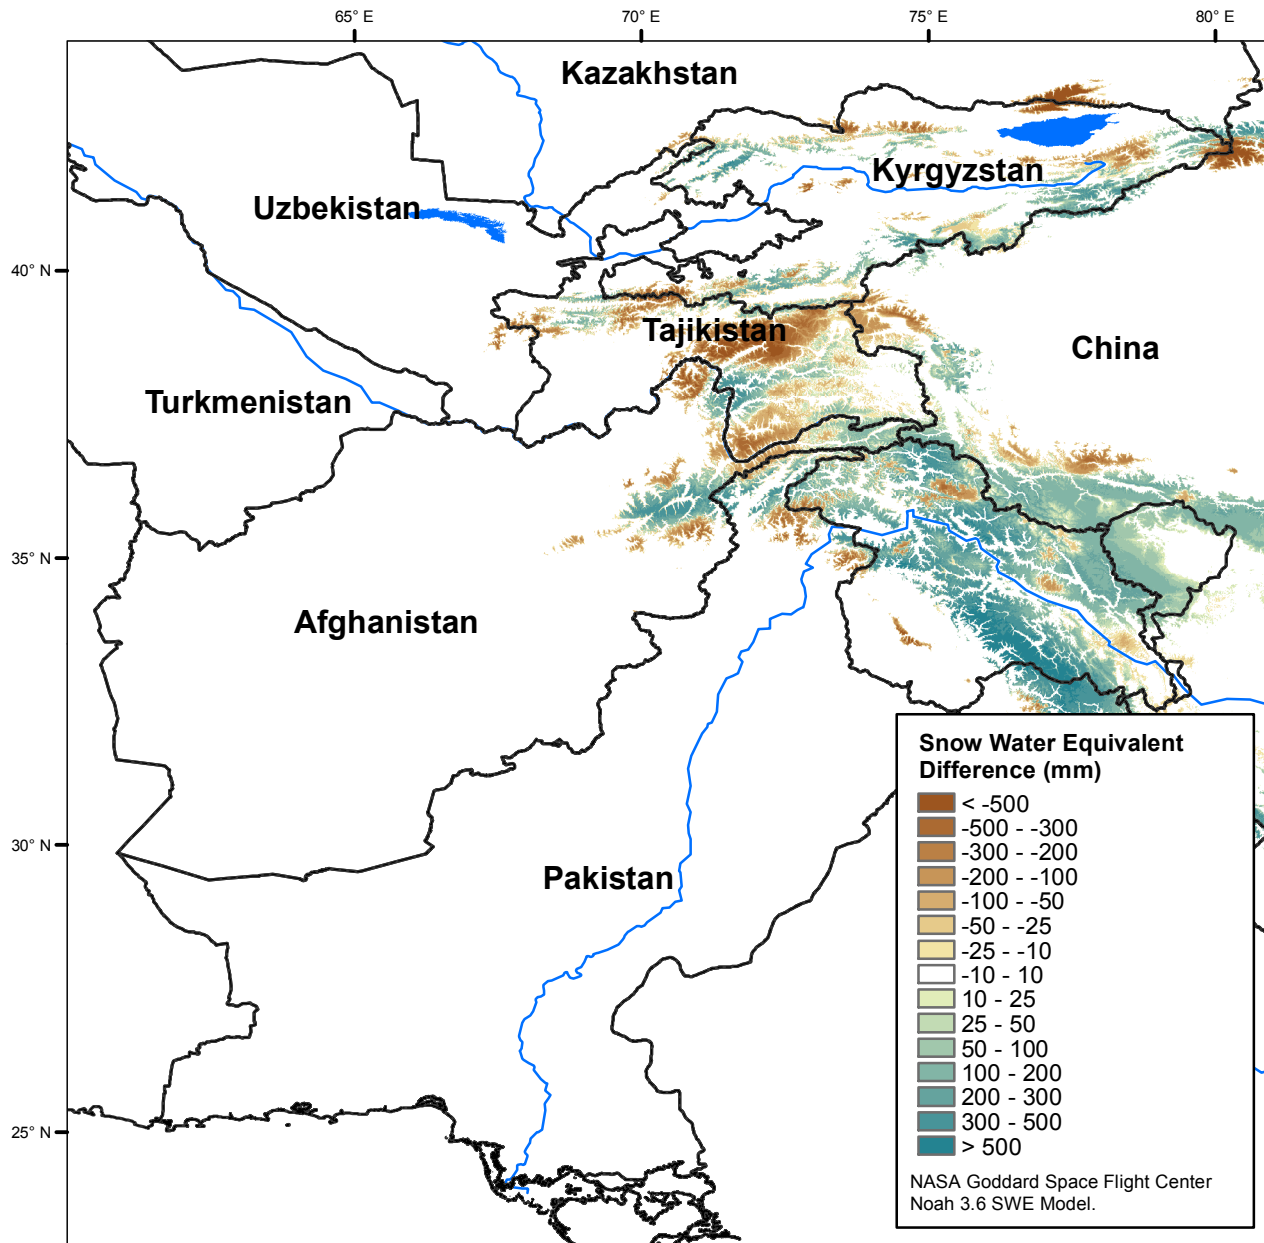 65° E
70° E
75° E
80° E
Kazakhstan
Kyrgyzstan
Uzbekistan
40° N
Tajikistan
China
Turkmenistan
35° N
Afghanistan
30° N
Pakistan
25° N
Snow Water Equivalent
Difference (mm)
< -500
-500 - -300
-300 - -200
-200 - -100
-100 - -50
-50 - -25
-25 - -10
-10 - 10
10 - 25
25 - 50
50 - 100
100 - 200
200 - 300
300 - 500
> 500
NASA Goddard Space Flight Center
Noah 3.6 SWE Model.